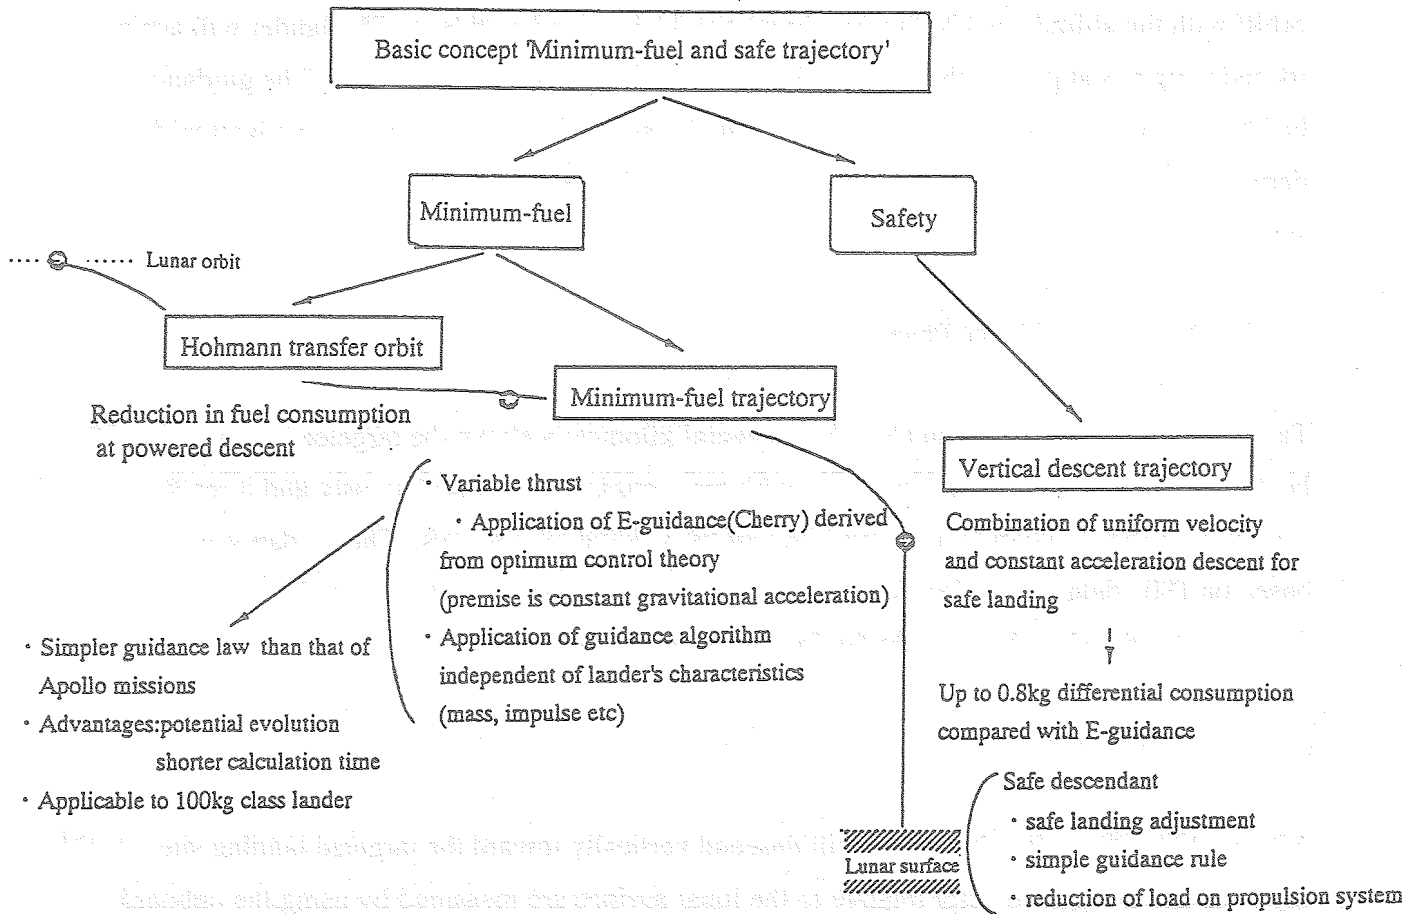 Basic concept 'Minimum-fuel and safe trajectory'
Minimum-fuel
Safety
Lunar orbit
Hohmann transfer orbit
Reduction in fuel consumption
at powered descent
Minimum-fuel trajectory
Vertical descent trajectory
· Variable thrust
· Application of E-guidance(Cherry) derived
from optimum control theory
(premise is constant gravitational acceleration)
· Application of guidance algorithm
independent of lander's characteristics
(mass, impulse etc)
· Simpler guidance law than that of
Apollo missions
· Advantages:potential evolution
shorter calculation time
· Applicable to 100kg class lander
Combination of uniform velocity
and constant acceleration descent for
safe landing
Up to 0.8kg differential consumption
compared with E-guidance
Safe descendant
· safe landing adjustment
· simple guidance rule
· reduction of load on propulsion system
Lunar surface